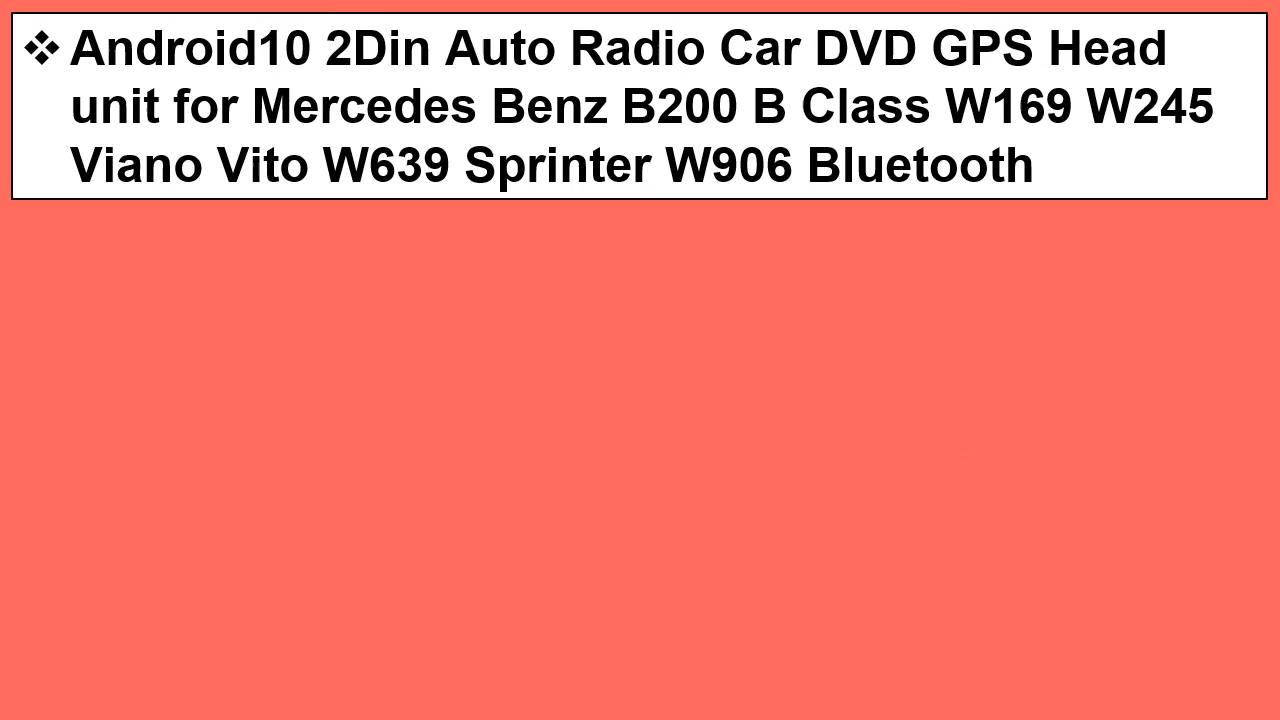 ❖ Android10 2Din Auto Radio Car DVD GPS Head
unit for Mercedes Benz B200 B Class W169 W245
Viano Vito W639 Sprinter W906 Bluetooth